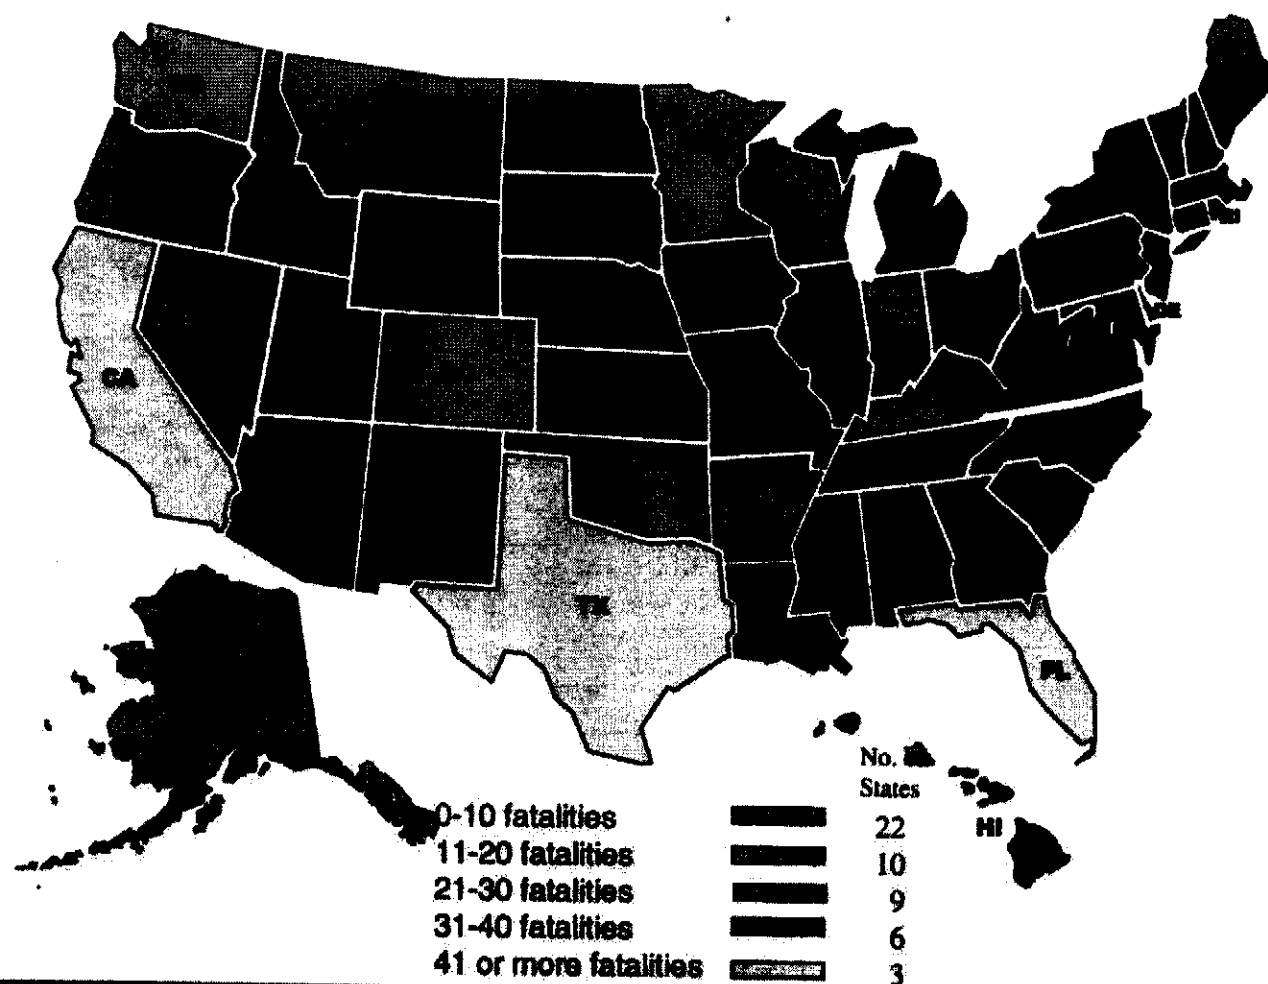 CA
TX
FL
DE
HI
No.
States
0-10 fatalities 22
11-20 fatalities 10
21-30 fatalities 9
31-40 fatalities 6
41 or more fatalities 3